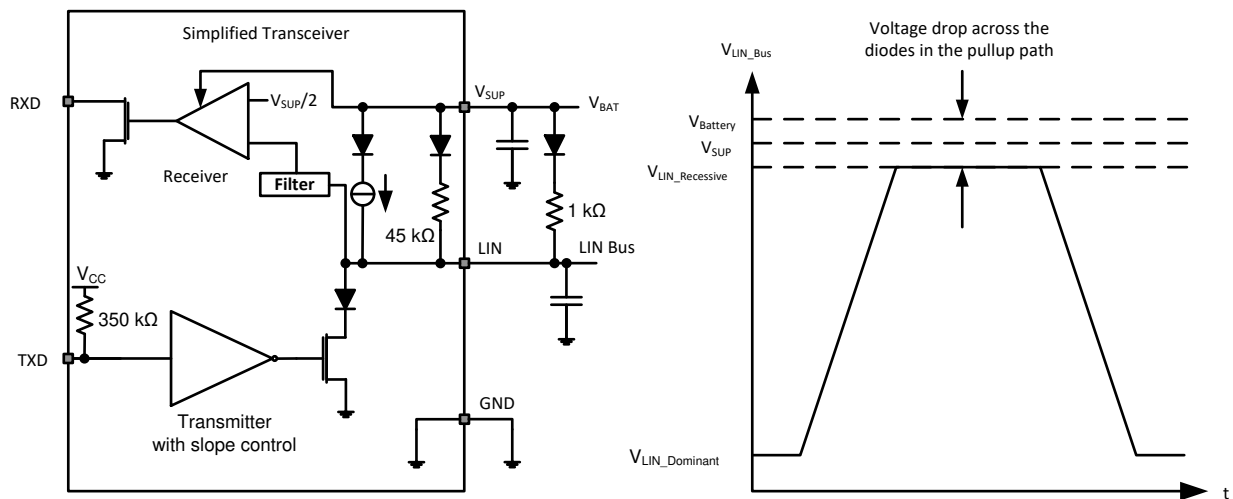 Simplified Transceiver
RXD
V_SUP/2
V_SUP
V_BAT
Receiver
Filter
45 kΩ
1 kΩ
LIN
LIN Bus
V_CC
350 kΩ
TXD
Transmitter
with slope control
GND
V_LIN_Bus
Voltage drop across the
diodes in the pullup path
V_Battery
V_SUP
V_LIN_Recessive
V_LIN_Dominant
t